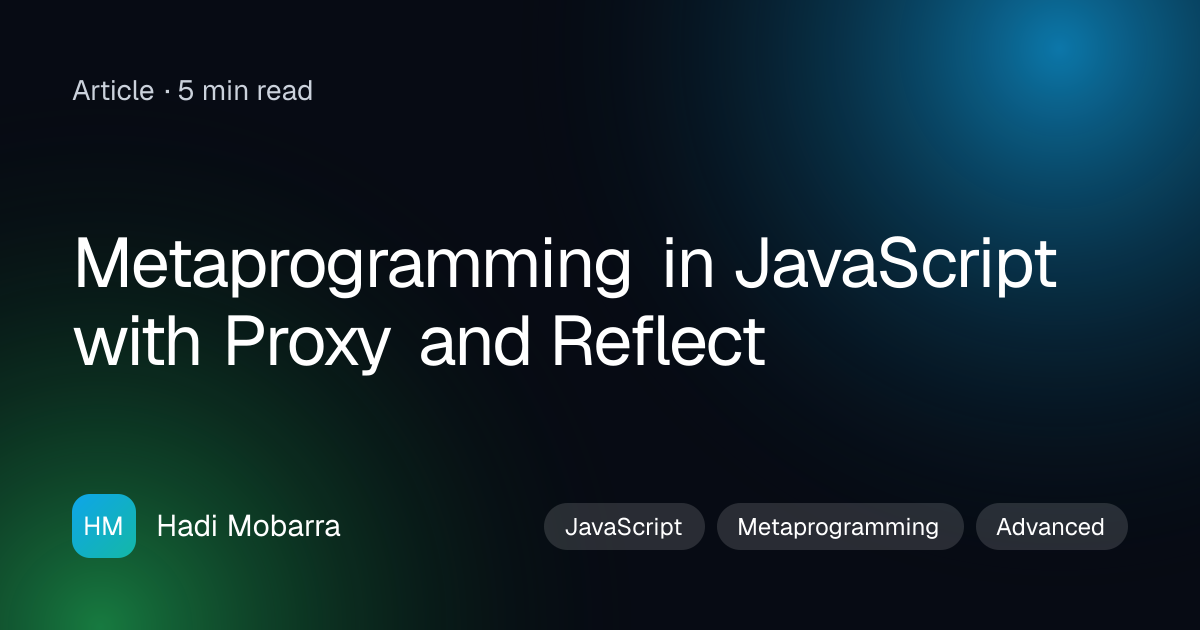 Article · 5 min read
Metaprogramming in JavaScript
with Proxy and Reflect
HM
Hadi Mobarra
JavaScript
Metaprogramming
Advanced